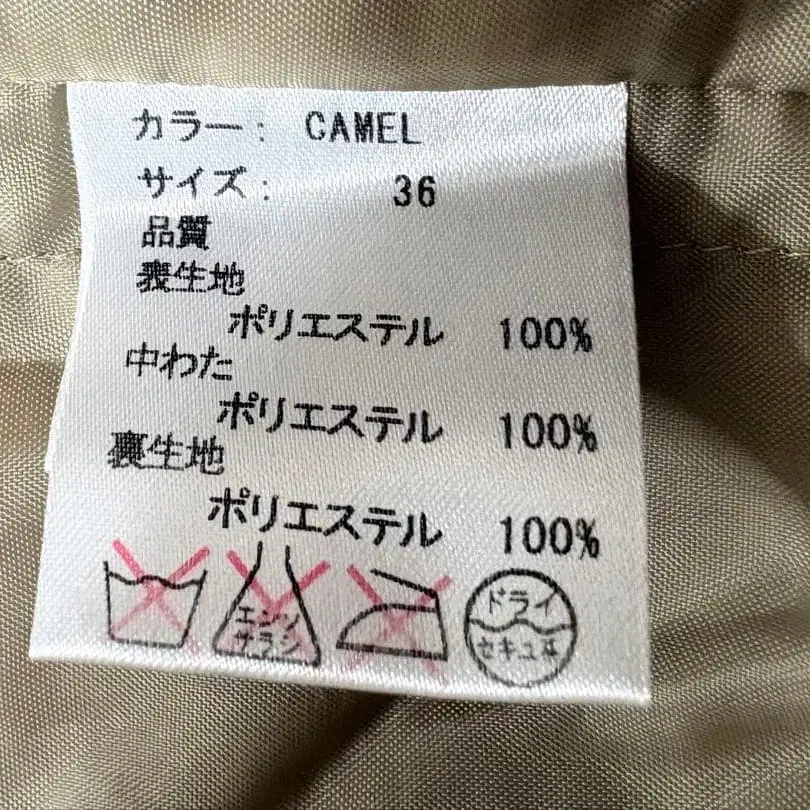 カラー： CAMEL
サイズ： 36
品質
表生地
ポリエステル 100%
中わた
ポリエステル 100%
裏生地
ポリエステル 100%
エンソ
サラシ
ドライ
セキユ系